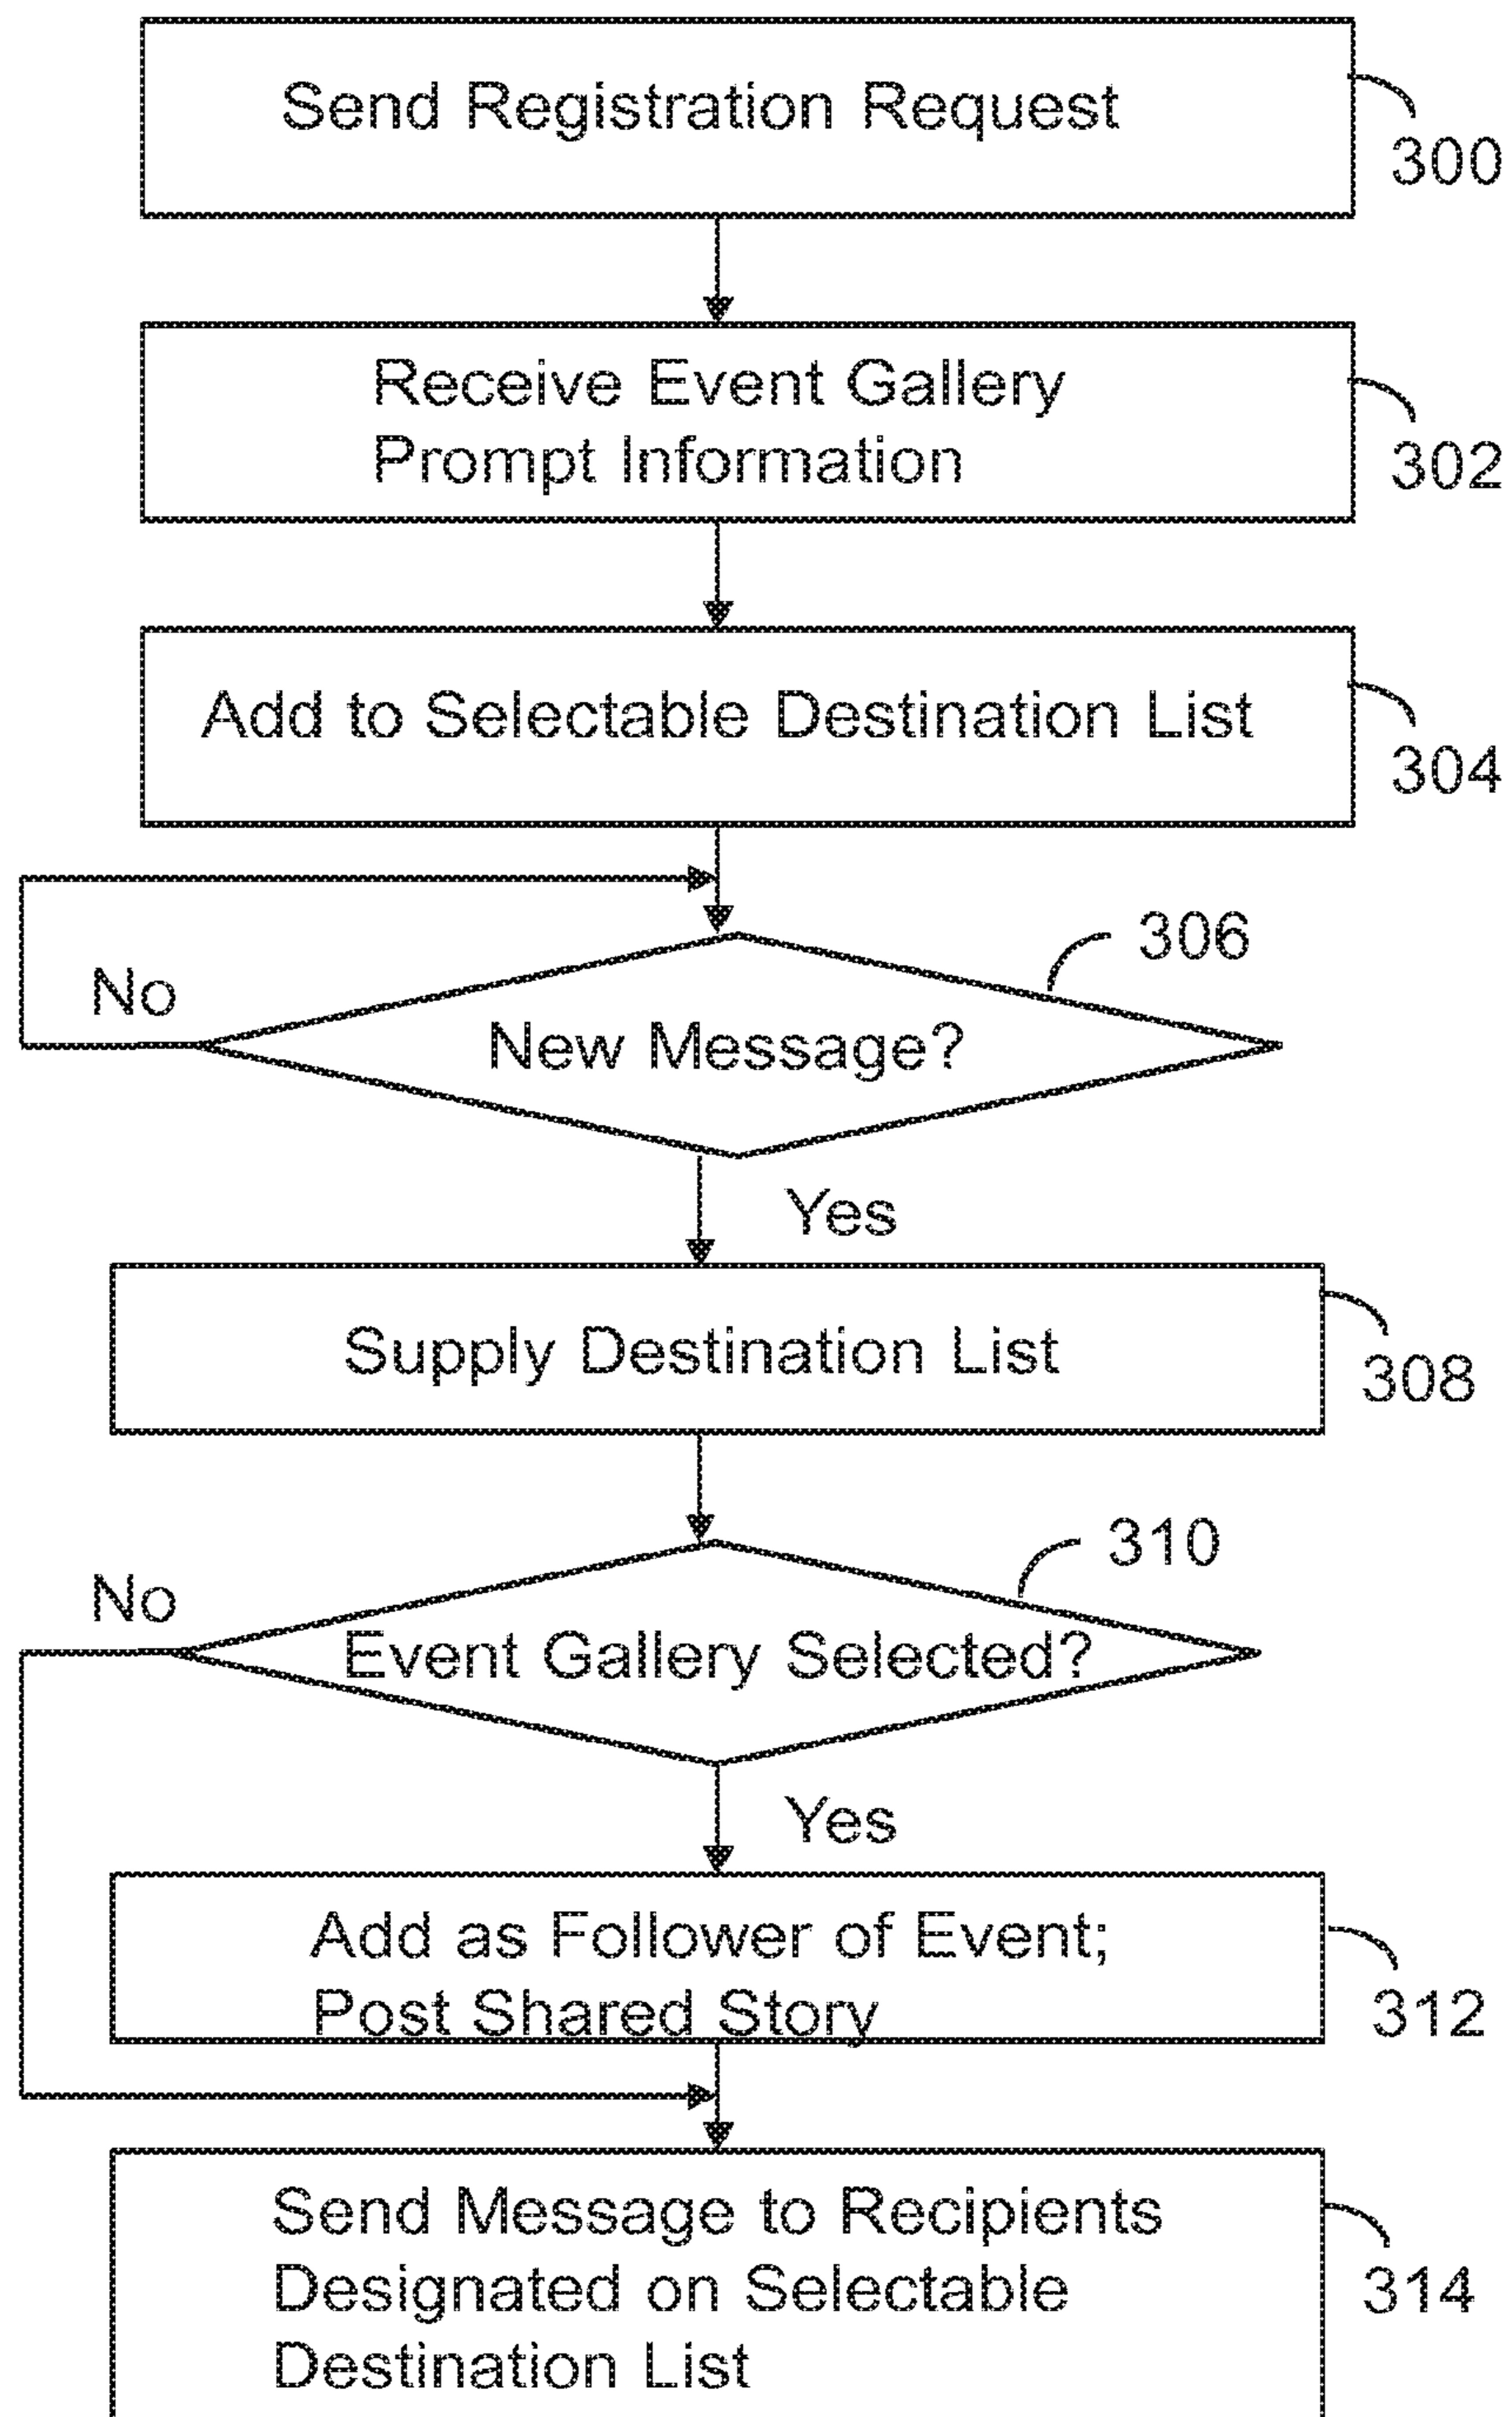 Send Registration Request
300
Receive Event Gallery
Prompt Information
302
Add to Selectable Destination List
304
306
No
New Message?
Yes
Supply Destination List
308
310
No
Event Gallery Selected?
Yes
Add as Follower of Event;
Post Shared Story
312
Send Message to Recipients
Designated on Selectable
Destination List
314